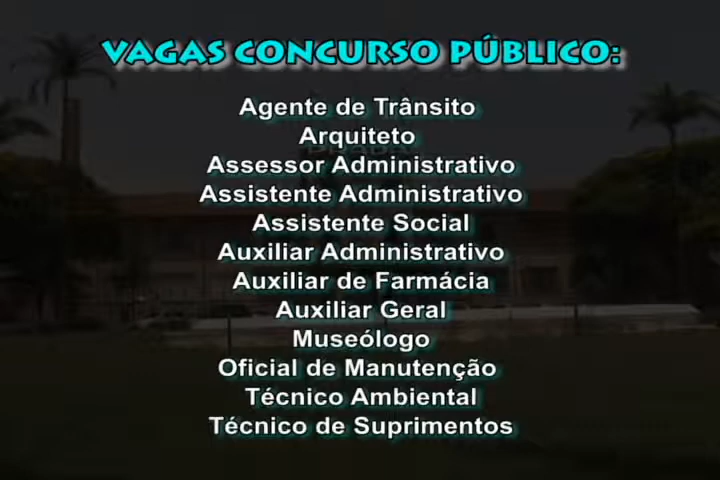 VAGAS CONCURSO PÚBLICO:
Agente de Trânsito
Arquiteto
Assessor Administrativo
Assistente Administrativo
Assistente Social
Auxiliar Administrativo
Auxiliar de Farmácia
Auxiliar Geral
Museólogo
Oficial de Manutenção
Técnico Ambiental
Técnico de Suprimentos